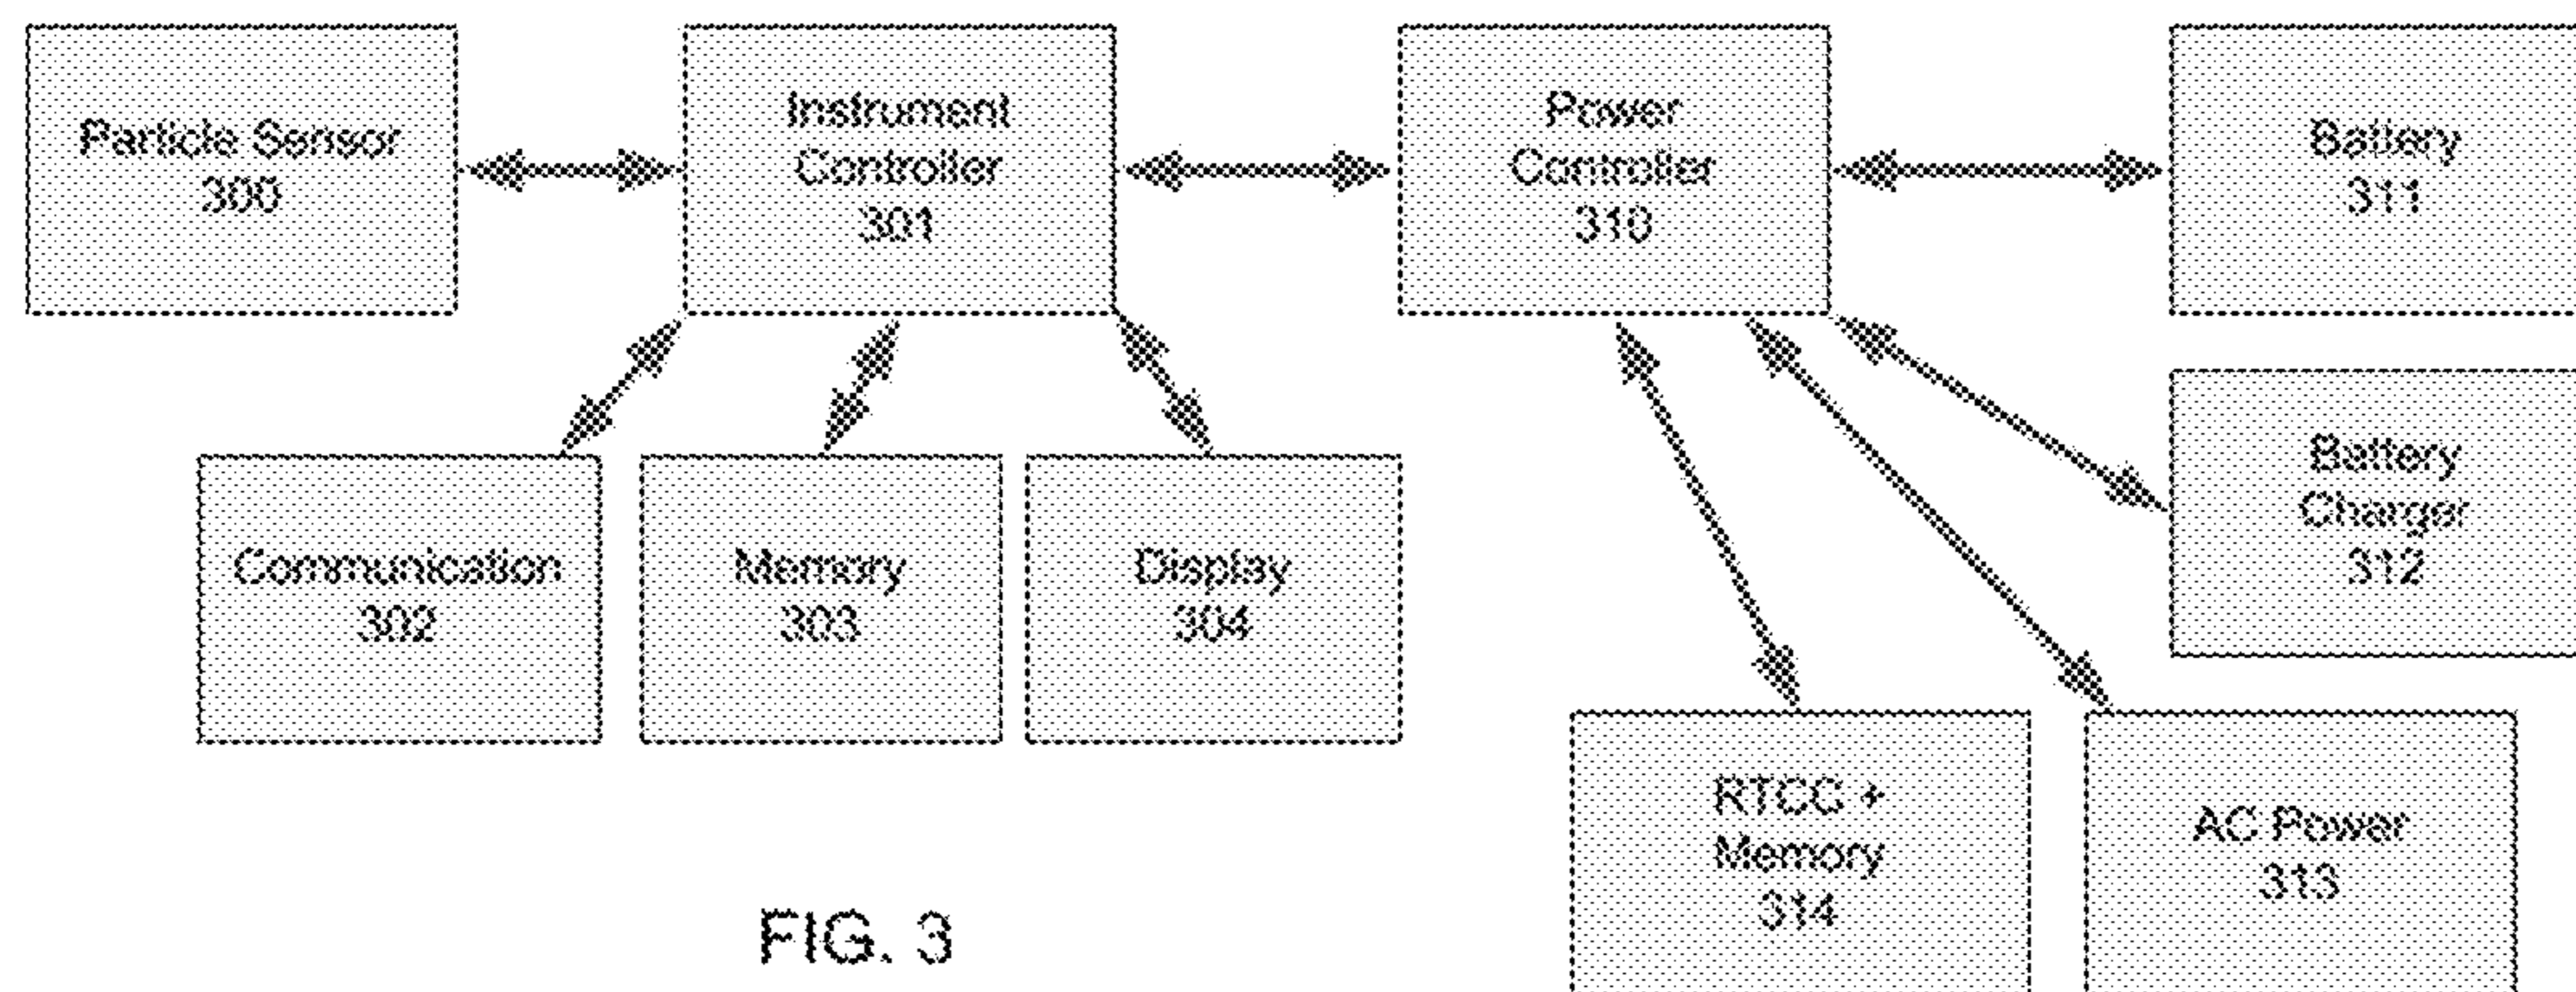 Particle Sensor
300
Instrument
Controller
301
Power
Controller
310
Battery
311
Communication
302
Memory
303
Display
304
Battery
Charger
312
RTCC +
Memory
314
AC Power
313
FIG. 3